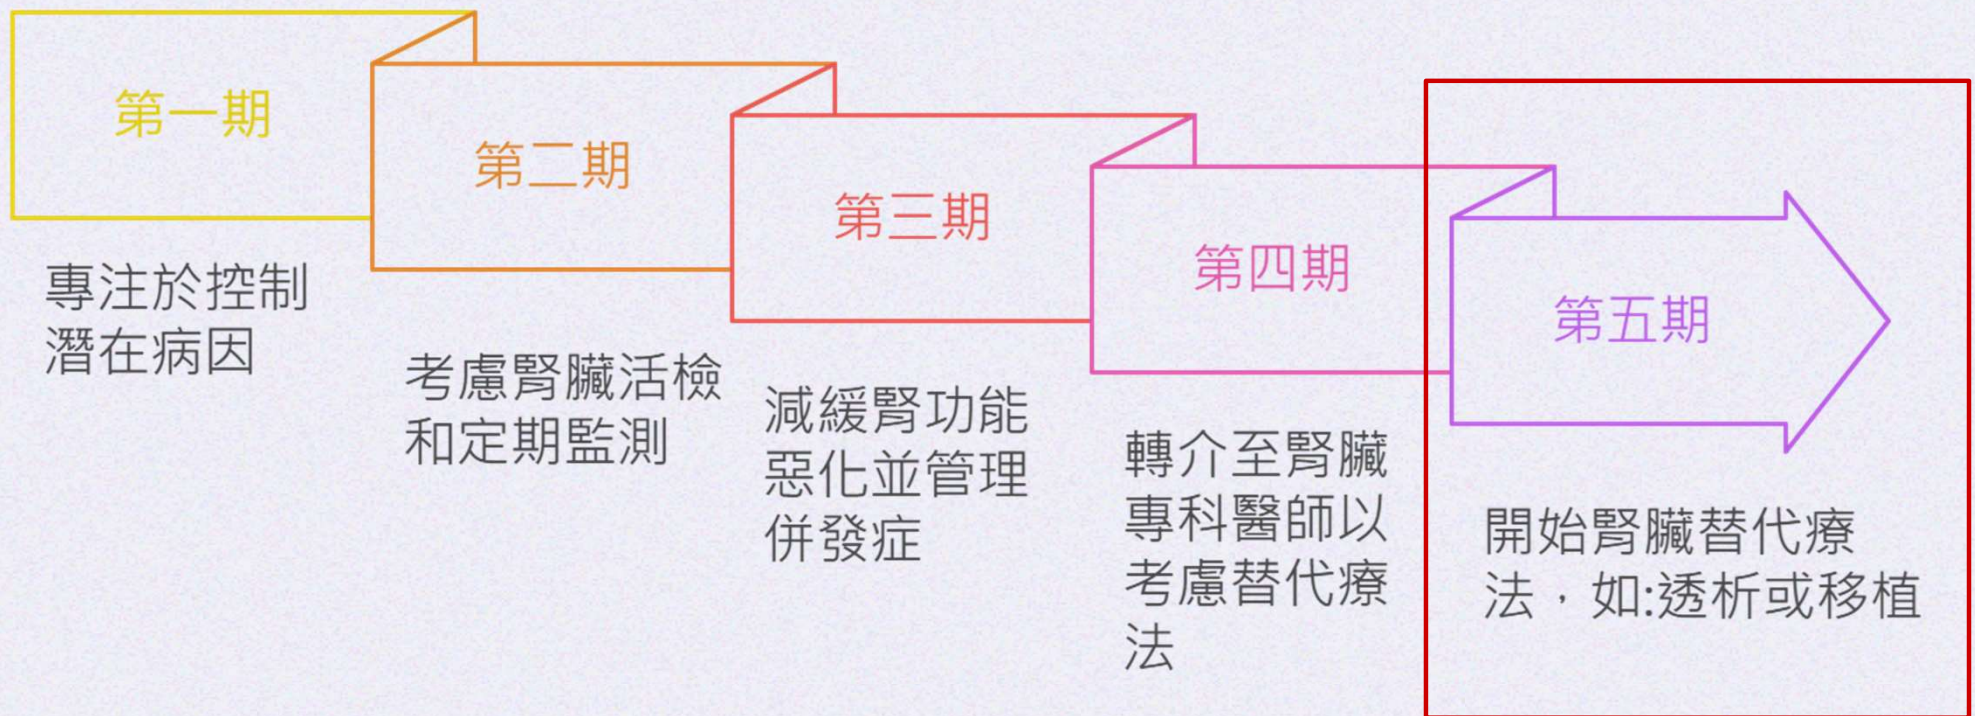 第一期
專注於控制
潛在病因
第二期
考慮腎臟活檢
和定期監測
第三期
減緩腎功能
惡化並管理
併發症
第四期
轉介至腎臟
專科醫師以
考慮替代療
法
第五期
開始腎臟替代療
法，如:透析或移植